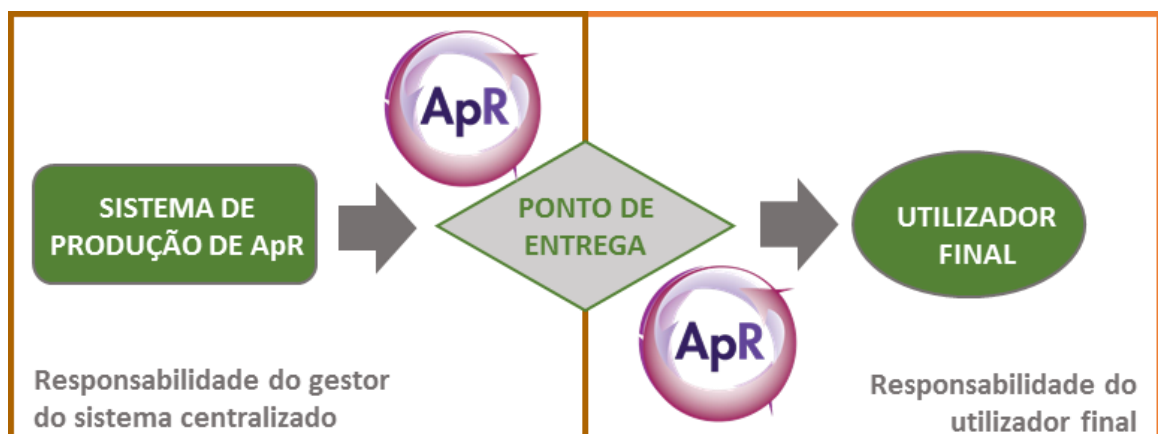 ApR
SISTEMA DE
PRODUÇÃO DE ApR
PONTO DE
ENTREGA
UTILIZADOR
FINAL
ApR
Responsabilidade do gestor
do sistema centralizado
Responsabilidade do
utilizador final